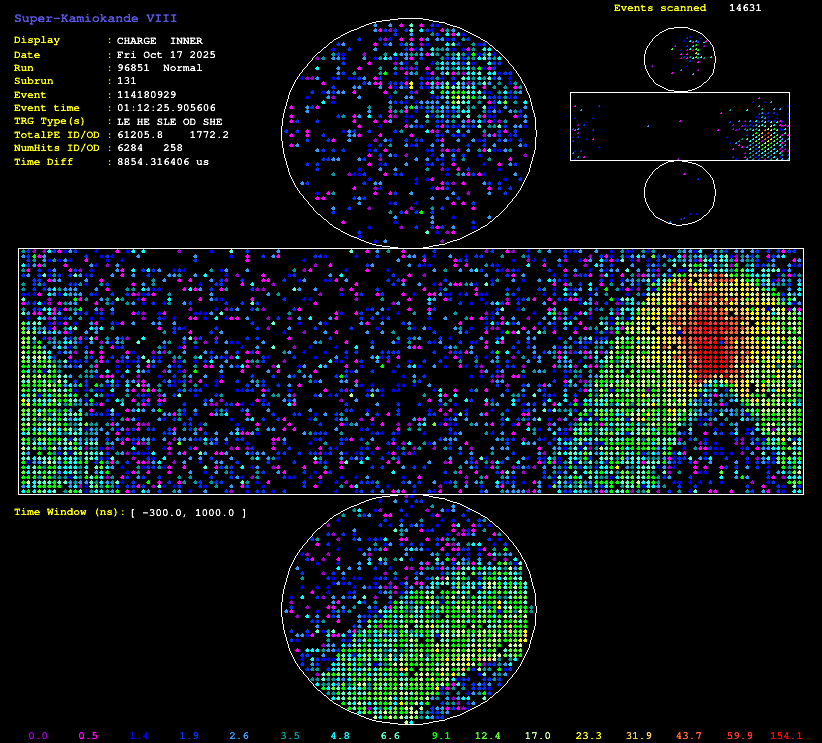 Super-Kamiokande VIII
Events scanned 14631
Display : CHARGE INNER
Date : Fri Oct 17 2025
Run : 96851 Normal
Subrun : 131
Event : 114180929
Event time : 01:12:25.905606
TRG Type(s) : LE HE SLE OD SHE
TotalPE ID/OD : 61205.8 1772.2
NumHits ID/OD : 6284 258
Time Diff : 8854.316406 us
Time Window (ns): [ -300.0, 1000.0 ]
0.0 0.5 1.4 1.9 2.6 3.5 4.8 6.6 9.1 12.4 17.0 23.3 31.9 43.7 59.9 154.1